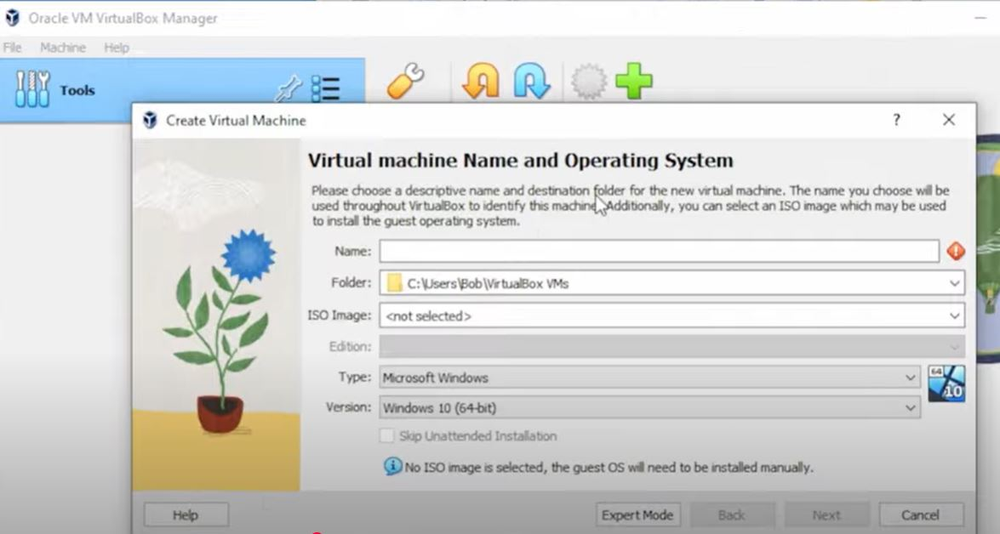 Oracle VM VirtualBox Manager
File Machine Help
Tools
Create Virtual Machine
?
Virtual machine Name and Operating System
Please choose a descriptive name and destination folder for the new virtual machine. The name you choose will be
used throughout VirtualBox to identify this machine. Additionally, you can select an ISO image which may be used
to install the guest operating system.
Name:
Folder: C:\Users\Bob\VirtualBox VMs
ISO Image: <not selected>
Edition:
Type: Microsoft Windows
64
10
Version: Windows 10 (64-bit)
Skip Unattended Installation
No ISO image is selected, the guest OS will need to be installed manually.
Help Expert Mode Back Next Cancel